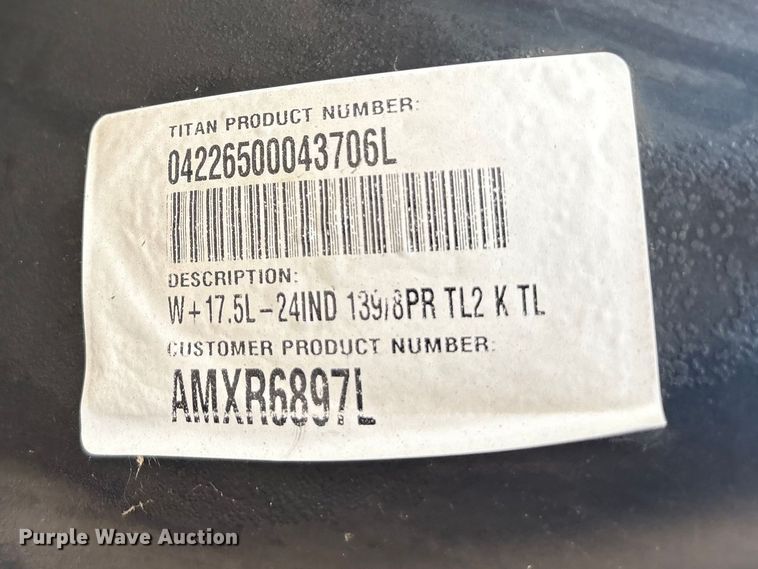 TITAN PRODUCT NUMBER:
04226500043706L
DESCRIPTION:
W+17.5L-24IND 139/8PR TL2 K TL
CUSTOMER PRODUCT NUMBER:
AMXR6897L
Purple Wave Auction